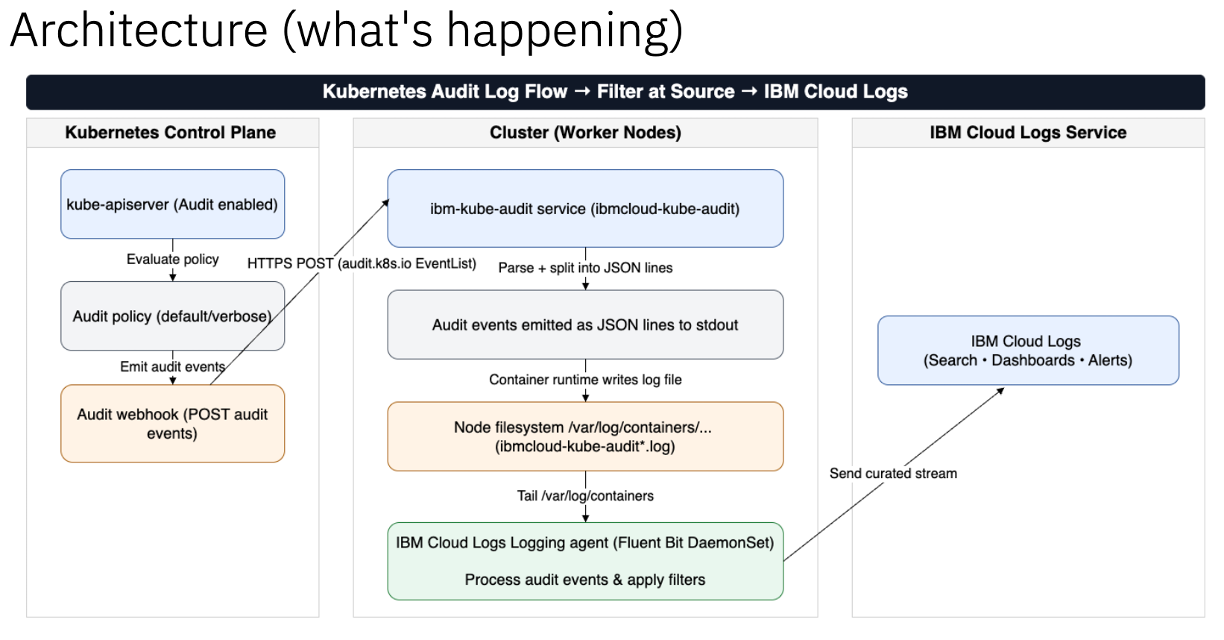 Architecture (what's happening)
Kubernetes Audit Log Flow → Filter at Source → IBM Cloud Logs
Kubernetes Control Plane
kube-apiserver (Audit enabled)
Evaluate policy
Audit policy (default/verbose)
Emit audit events
Audit webhook (POST audit
events)
HTTPS POST (audit.k8s.io EventList)
Cluster (Worker Nodes)
ibm-kube-audit service (ibmcloud-kube-audit)
Parse + split into JSON lines
Audit events emitted as JSON lines to stdout
Container runtime writes log file
Node filesystem /var/log/containers/...
(ibmcloud-kube-audit*.log)
Tail /var/log/containers
IBM Cloud Logs Logging agent (Fluent Bit DaemonSet)
Process audit events & apply filters
Send curated stream
IBM Cloud Logs Service
IBM Cloud Logs
(Search • Dashboards • Alerts)